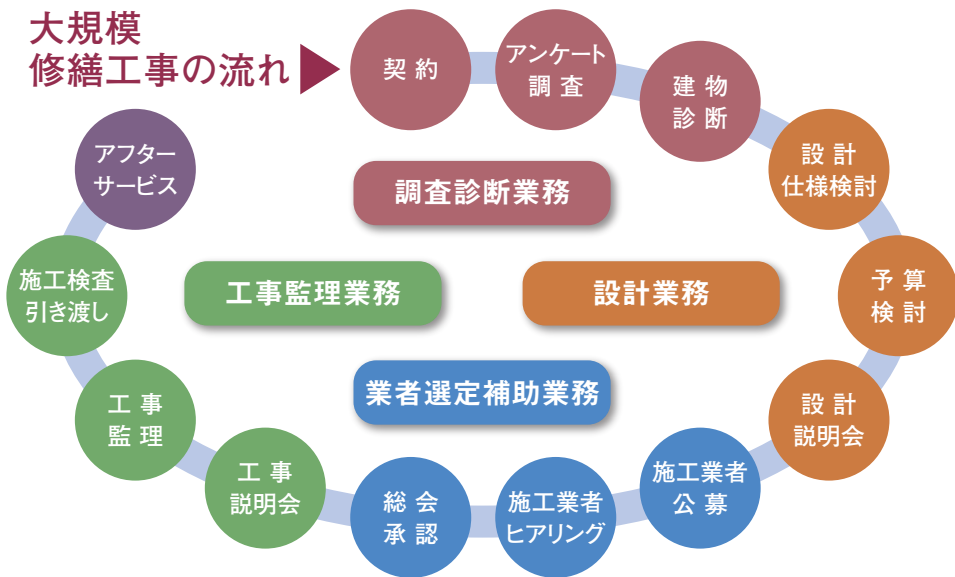 大規模
修繕工事の流れ
契約
アンケート
調査
建物
診断
設計
仕様検討
予算
検討
設計
説明会
施工業者
公募
施工業者
ヒアリング
総会
承認
工事
説明会
工事
監理
施工検査
引き渡し
アフター
サービス
調査診断業務
工事監理業務
設計業務
業者選定補助業務